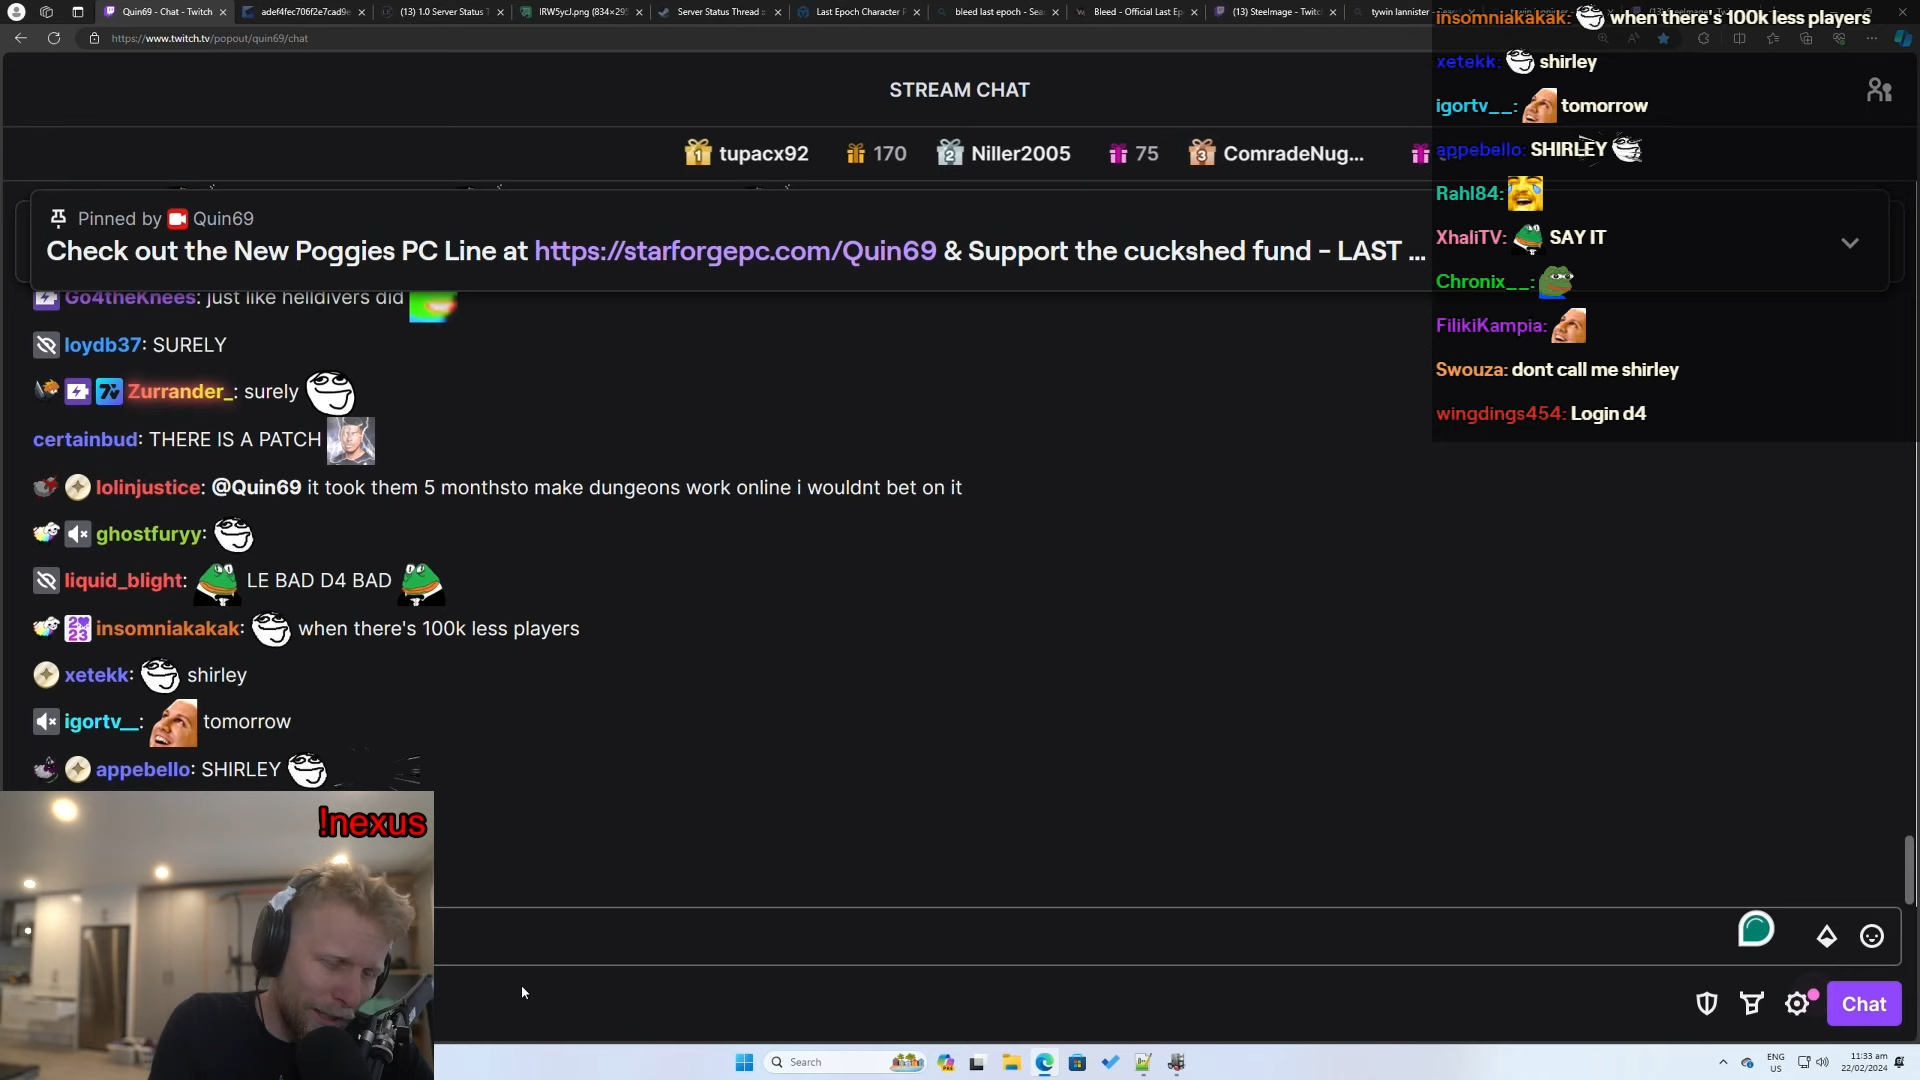 Quin69 - Chat - Twitch
adef4fec706f2e7cad9e
(13) 1.0 Server Status T
IRW5ycJ.png (834×29
Server Status Thread ::
Last Epoch Character P
bleed last epoch - Sea
Bleed - Official Last Ep
(13) Steelmage - Twitc
tywin lannister
https://www.twitch.tv/popout/quin69/chat
STREAM CHAT
1 tupacx92 170 2 Niller2005 75 3 ComradeNug...
Pinned by Quin69
Check out the New Poggies PC Line at https://starforgepc.com/Quin69 & Support the cuckshed fund - LAST ...
Go4theKnees: just like helldivers did
loydb37: SURELY
Zurrander_: surely
certainbud: THERE IS A PATCH
lolinjustice: @Quin69 it took them 5 monthsto make dungeons work online i wouldnt bet on it
ghostfuryy:
liquid_blight: LE BAD D4 BAD
insomniakakak: when there's 100k less players
xetekk: shirley
igortv__: tomorrow
appebello: SHIRLEY
insomniakakak: when there's 100k less players
xetekk: shirley
igortv__: tomorrow
appebello: SHIRLEY
Rahl84:
XhaliTV: SAY IT
Chronix__:
FilikiKampia:
Swouza: dont call me shirley
wingdings454: Login d4
!nexus
Chat
Search
ENG
US
11:33 am
22/02/2024